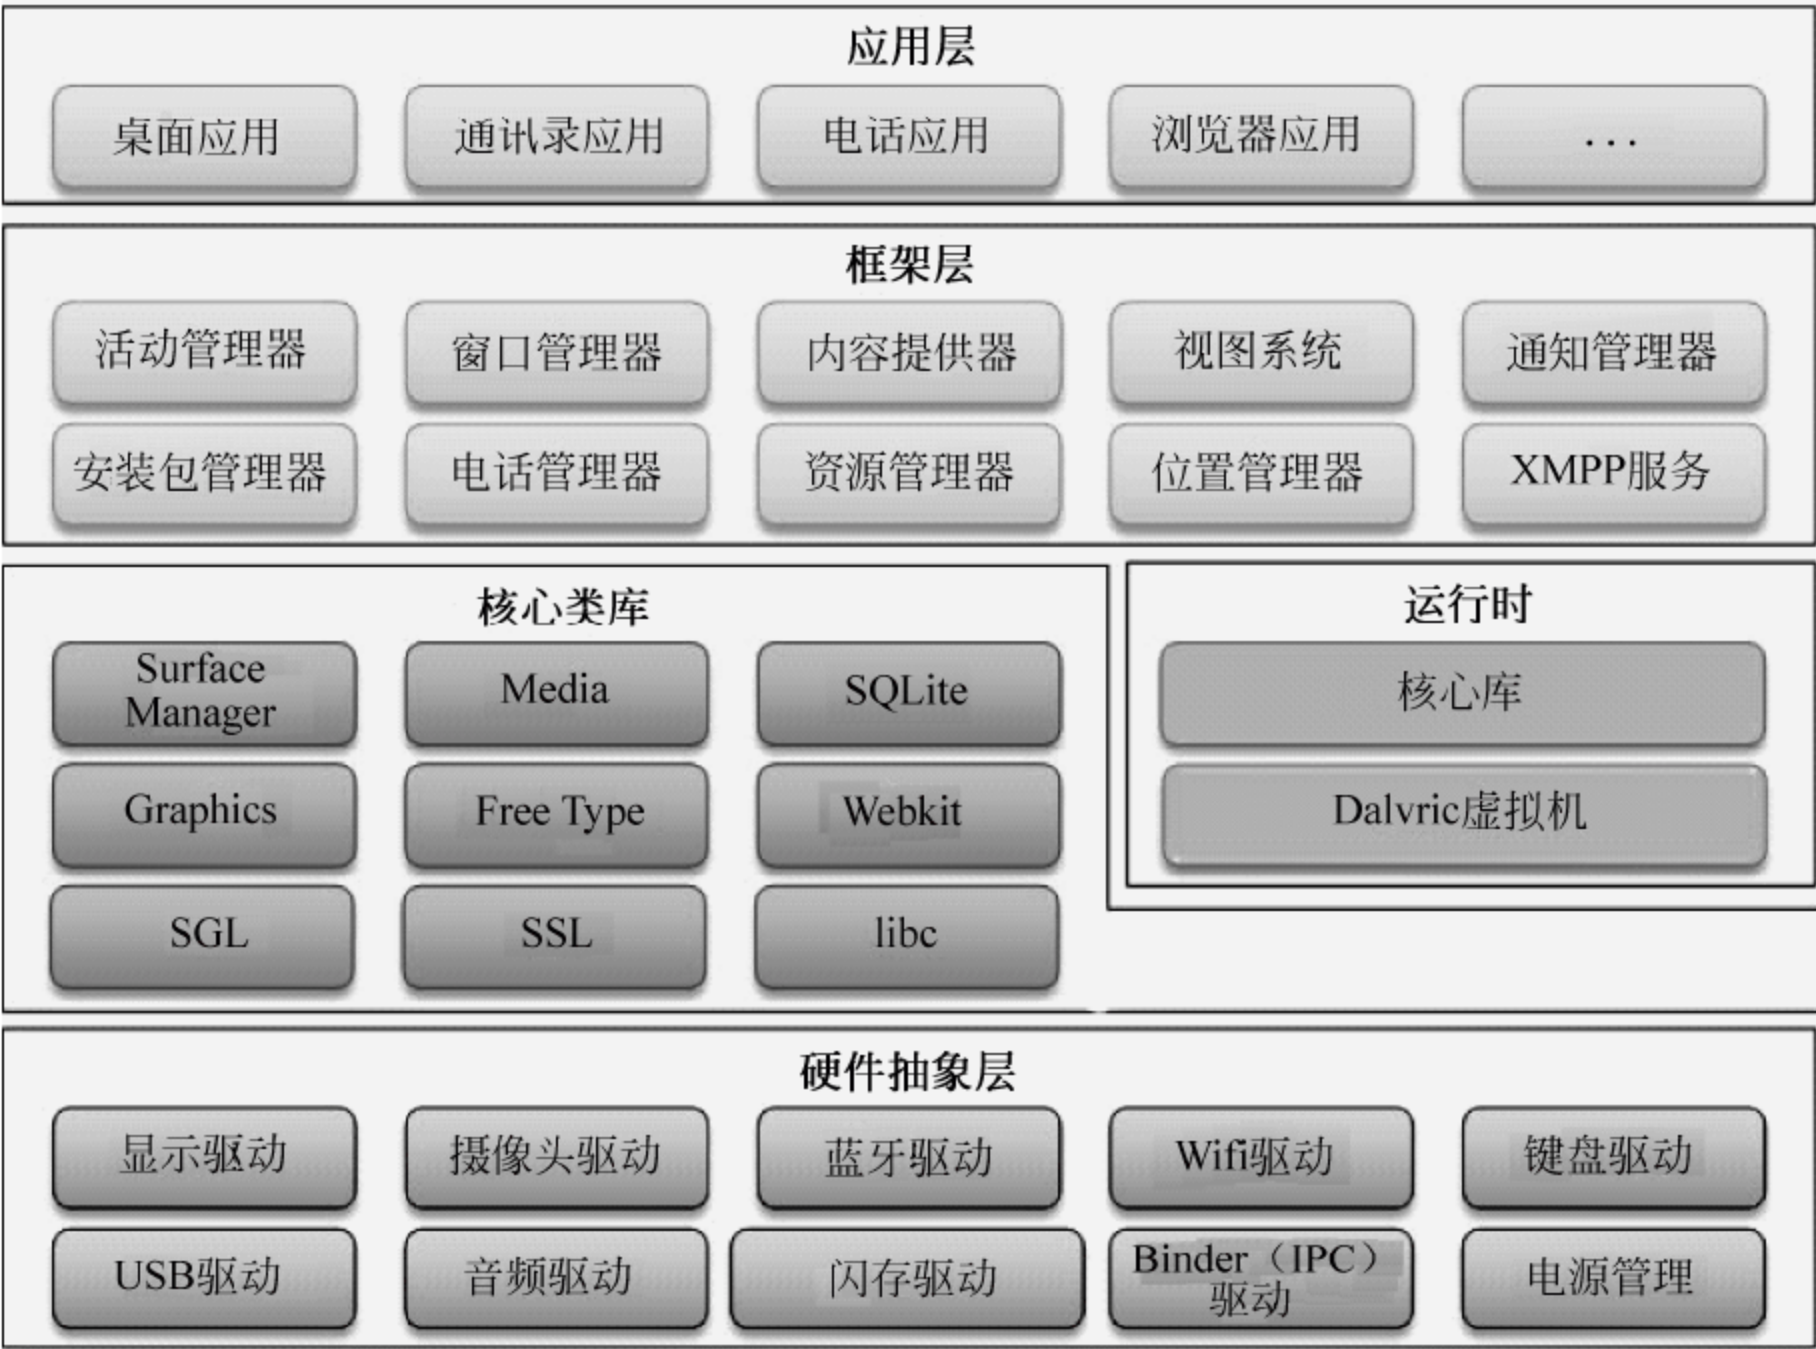 应用层
桌面应用
通讯录应用
电话应用
浏览器应用
...
框架层
活动管理器
窗口管理器
内容提供器
视图系统
通知管理器
安装包管理器
电话管理器
资源管理器
位置管理器
XMPP服务
核心类库
Surface
Manager
Media
SQLite
Graphics
Free Type
Webkit
SGL
SSL
libc
运行时
核心库
Dalvric虚拟机
硬件抽象层
显示驱动
摄像头驱动
蓝牙驱动
Wifi驱动
键盘驱动
USB驱动
音频驱动
闪存驱动
Binder（IPC）
驱动
电源管理